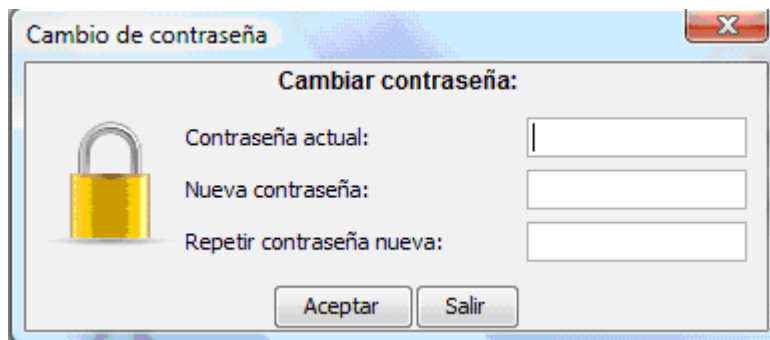 Cambio de contraseña
Cambiar contraseña:
Contraseña actual:
Nueva contraseña:
Repetir contraseña nueva:
Aceptar Salir